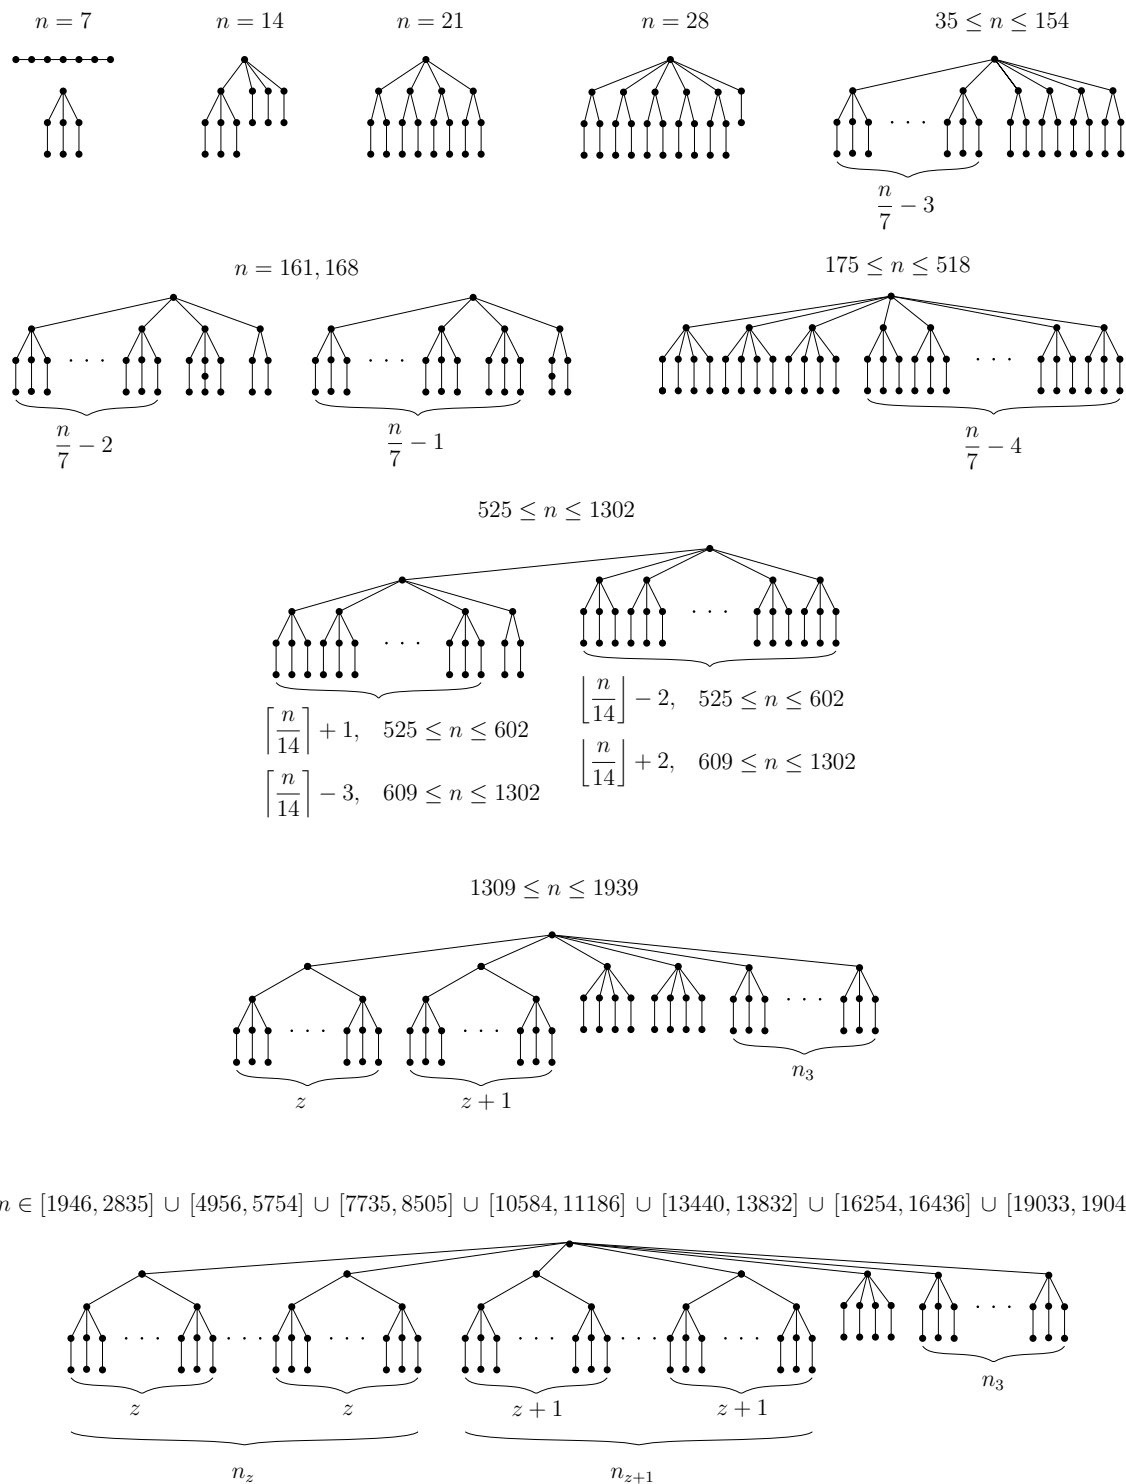 n = 7
n = 14
n = 21
n = 28
35 ≤ n ≤ 154
. . .
n/7 − 3
n = 161, 168
175 ≤ n ≤ 518
. . .
. . .
. . .
n/7 − 2
n/7 − 1
n/7 − 4
525 ≤ n ≤ 1302
. . .
. . .
⌈n/14⌉ + 1, 525 ≤ n ≤ 602
⌈n/14⌉ − 3, 609 ≤ n ≤ 1302
⌊n/14⌋ − 2, 525 ≤ n ≤ 602
⌊n/14⌋ + 2, 609 ≤ n ≤ 1302
1309 ≤ n ≤ 1939
. . .
. . .
. . .
z
z + 1
n₃
n ∈ [1946, 2835] ∪ [4956, 5754] ∪ [7735, 8505] ∪ [10584, 11186] ∪ [13440, 13832] ∪ [16254, 16436] ∪ [19033, 1904
. . .
. . .
. . .
. . .
. . .
. . .
. . .
z
z
z + 1
z + 1
n₃
n_z
n_{z+1}